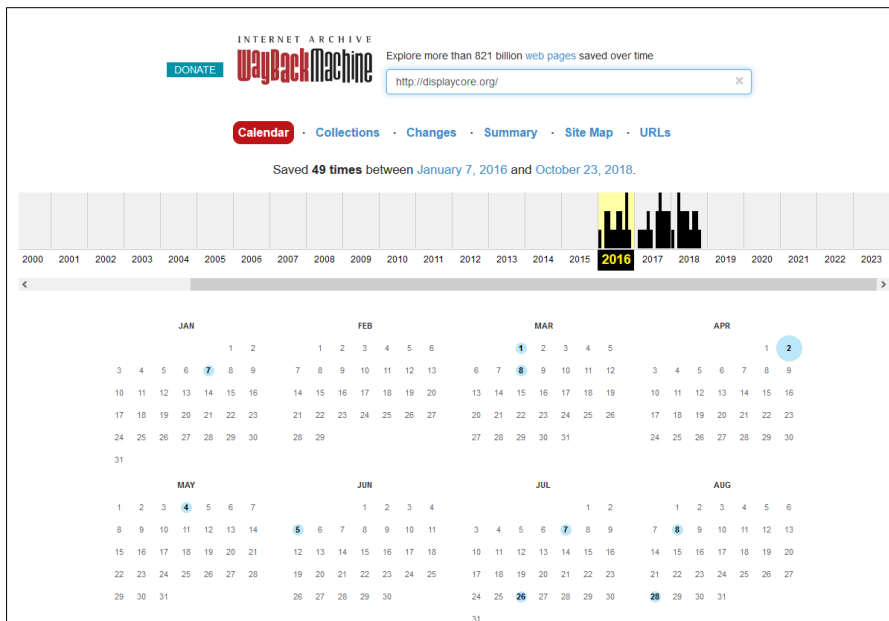 INTERNET ARCHIVE
DONATE
WayBackMachine
Explore more than 821 billion web pages saved over time
http://displaycore.org/ ×
Calendar · Collections · Changes · Summary · Site Map · URLs
Saved 49 times between January 7, 2016 and October 23, 2018.
2000 2001 2002 2003 2004 2005 2006 2007 2008 2009 2010 2011 2012 2013 2014 2015 2016 2017 2018 2019 2020 2021 2022 2023
JAN
1 2
3 4 5 6 7 8 9
10 11 12 13 14 15 16
17 18 19 20 21 22 23
24 25 26 27 28 29 30
31
FEB
1 2 3 4 5 6
7 8 9 10 11 12 13
14 15 16 17 18 19 20
21 22 23 24 25 26 27
28 29
MAR
1 2 3 4 5
6 7 8 9 10 11 12
13 14 15 16 17 18 19
20 21 22 23 24 25 26
27 28 29 30 31
APR
1 2
3 4 5 6 7 8 9
10 11 12 13 14 15 16
17 18 19 20 21 22 23
24 25 26 27 28 29 30
MAY
1 2 3 4 5 6 7
8 9 10 11 12 13 14
15 16 17 18 19 20 21
22 23 24 25 26 27 28
29 30 31
JUN
1 2 3 4
5 6 7 8 9 10 11
12 13 14 15 16 17 18
19 20 21 22 23 24 25
26 27 28 29 30
JUL
1 2
3 4 5 6 7 8 9
10 11 12 13 14 15 16
17 18 19 20 21 22 23
24 25 26 27 28 29 30
31
AUG
1 2 3 4 5 6
7 8 9 10 11 12 13
14 15 16 17 18 19 20
21 22 23 24 25 26 27
28 29 30 31